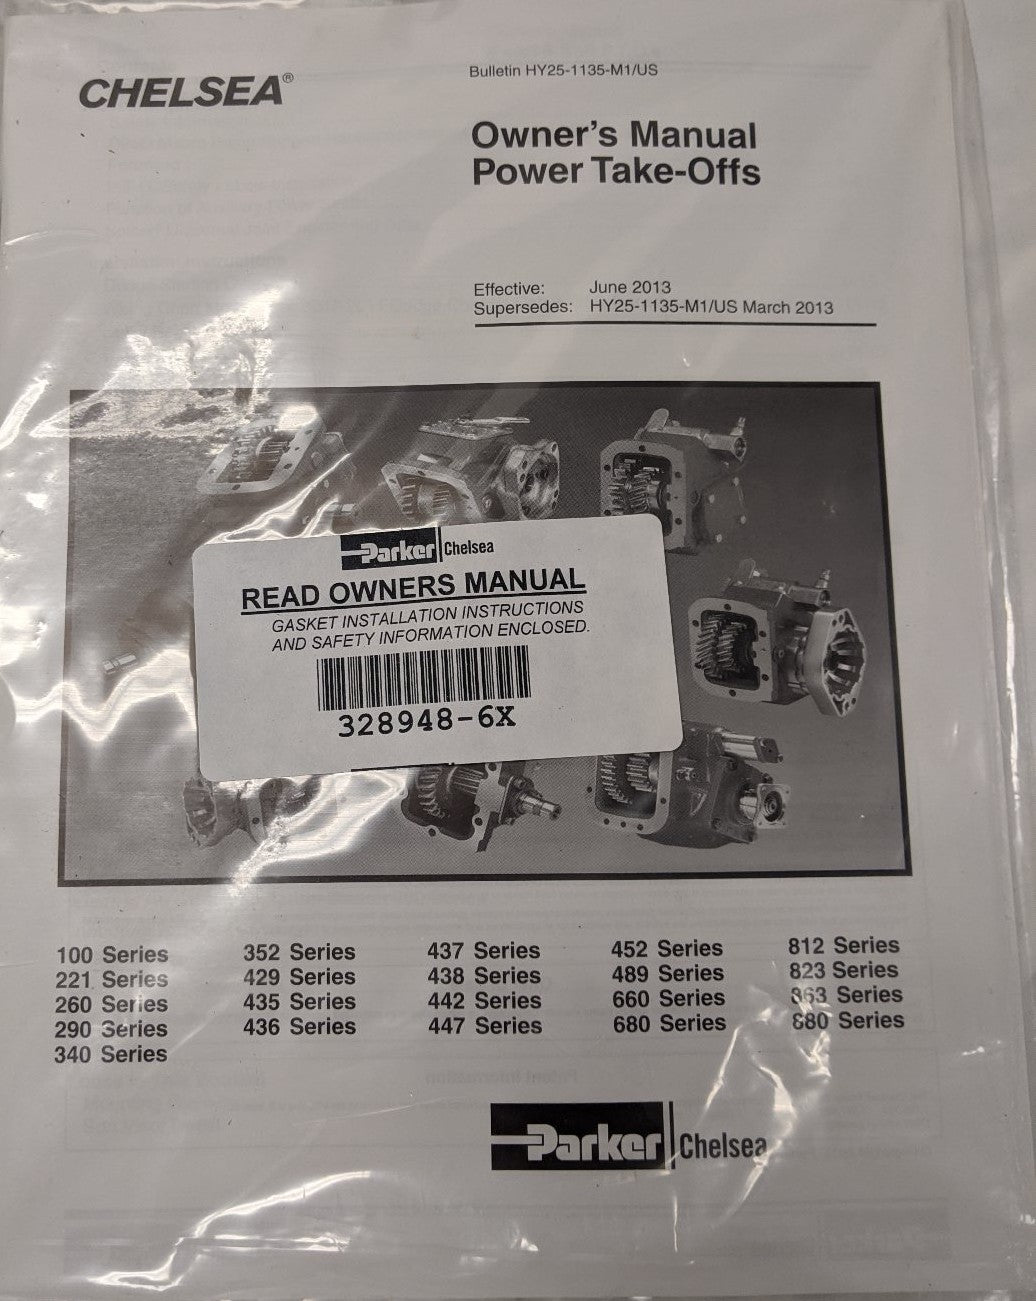 CHELSEA®
Bulletin HY25-1135-M1/US
Owner's Manual
Power Take-Offs
Effective: June 2013
Supersedes: HY25-1135-M1/US March 2013
Parker Chelsea
READ OWNERS MANUAL
GASKET INSTALLATION INSTRUCTIONS
AND SAFETY INFORMATION ENCLOSED.
328948-6X
100 Series 352 Series 437 Series 452 Series 812 Series
221 Series 429 Series 438 Series 489 Series 823 Series
260 Series 435 Series 442 Series 660 Series 863 Series
290 Series 436 Series 447 Series 680 Series 880 Series
340 Series
Parker Chelsea